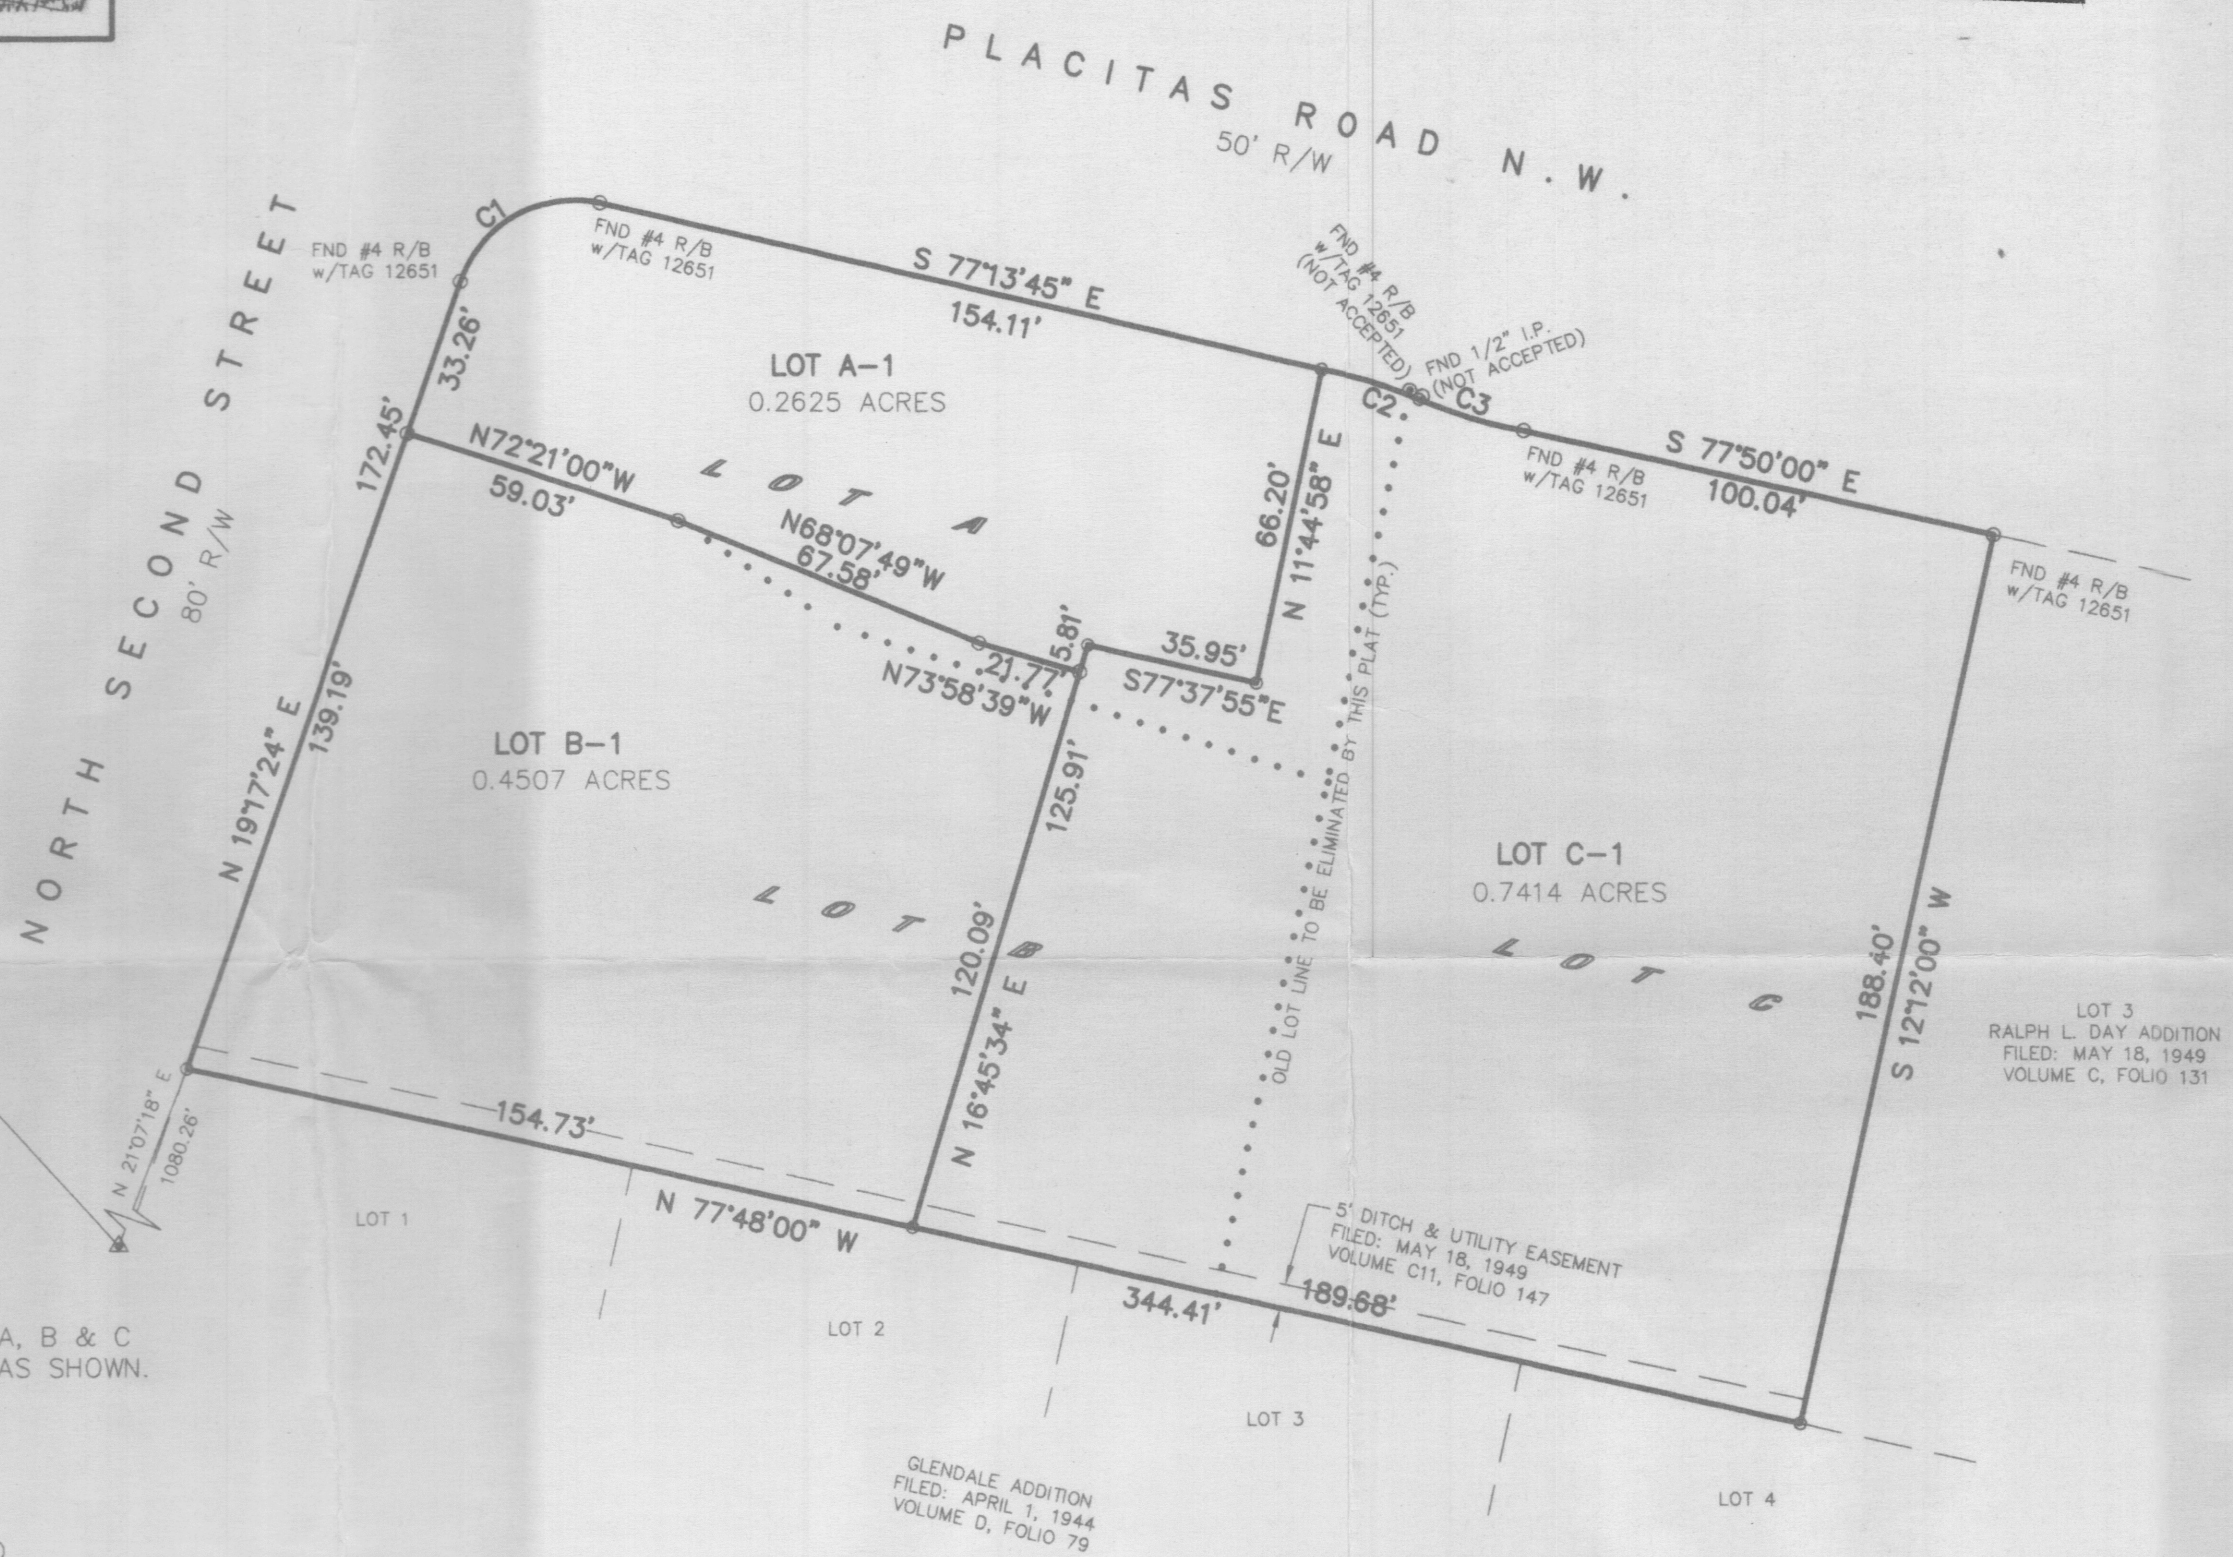 PLACITAS ROAD N.W.
50' R/W
NORTH SECOND STREET
80' R/W
C1
FND #4 R/B
w/TAG 12651
FND #4 R/B
w/TAG 12651
S 77°13'45" E
154.11'
FND #4 R/B
w/TAG 12651
(NOT ACCEPTED)
FND 1/2" I.P.
(NOT ACCEPTED)
C2
C3
FND #4 R/B
w/TAG 12651
S 77°50'00" E
100.04'
FND #4 R/B
w/TAG 12651
33.26'
172.45'
LOT A-1
0.2625 ACRES
N72°21'00"W
59.03'
LOT A
N68°07'49"W
67.58'
66.20'
N 11°44'58" E
5.81'
35.95'
S77°37'55"E
21.77'
N73°58'39"W
OLD LOT LINE TO BE ELIMINATED BY THIS PLAT (TYP.)
N 19°17'24" E
139.19'
LOT B-1
0.4507 ACRES
125.91'
LOT B
120.09'
N 16°45'34" E
LOT C-1
0.7414 ACRES
LOT C
188.40'
S 12°12'00" W
LOT 3
RALPH L. DAY ADDITION
FILED: MAY 18, 1949
VOLUME C, FOLIO 131
N 21°07'18" E
1080.26'
154.73'
N 77°48'00" W
344.41'
189.68'
5' DITCH & UTILITY EASEMENT
FILED: MAY 18, 1949
VOLUME C11, FOLIO 147
LOT 1
LOT 2
LOT 3
LOT 4
A, B & C
AS SHOWN.
GLENDALE ADDITION
FILED: APRIL 1, 1944
VOLUME D, FOLIO 79